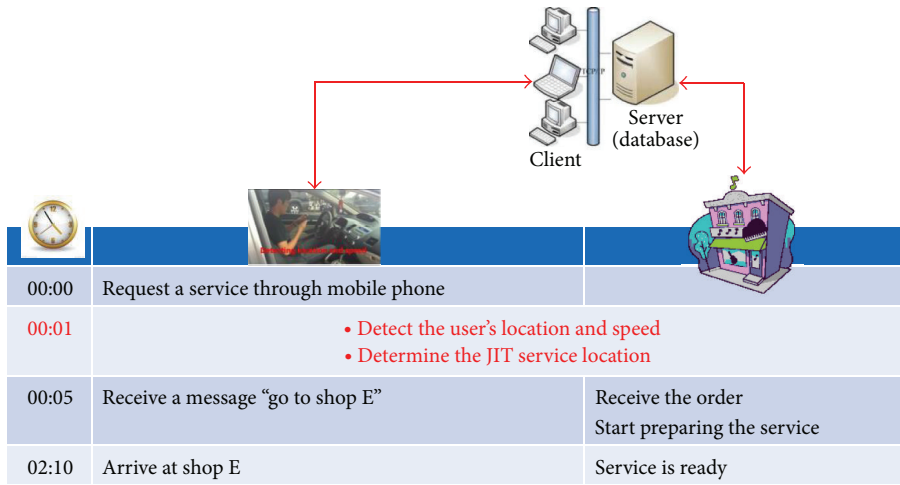 TCP/IP
Server
(database)
Client
00:00 Request a service through mobile phone
00:01 • Detect the user's location and speed
• Determine the JIT service location
00:05 Receive a message “go to shop E” Receive the order
Start preparing the service
02:10 Arrive at shop E Service is ready